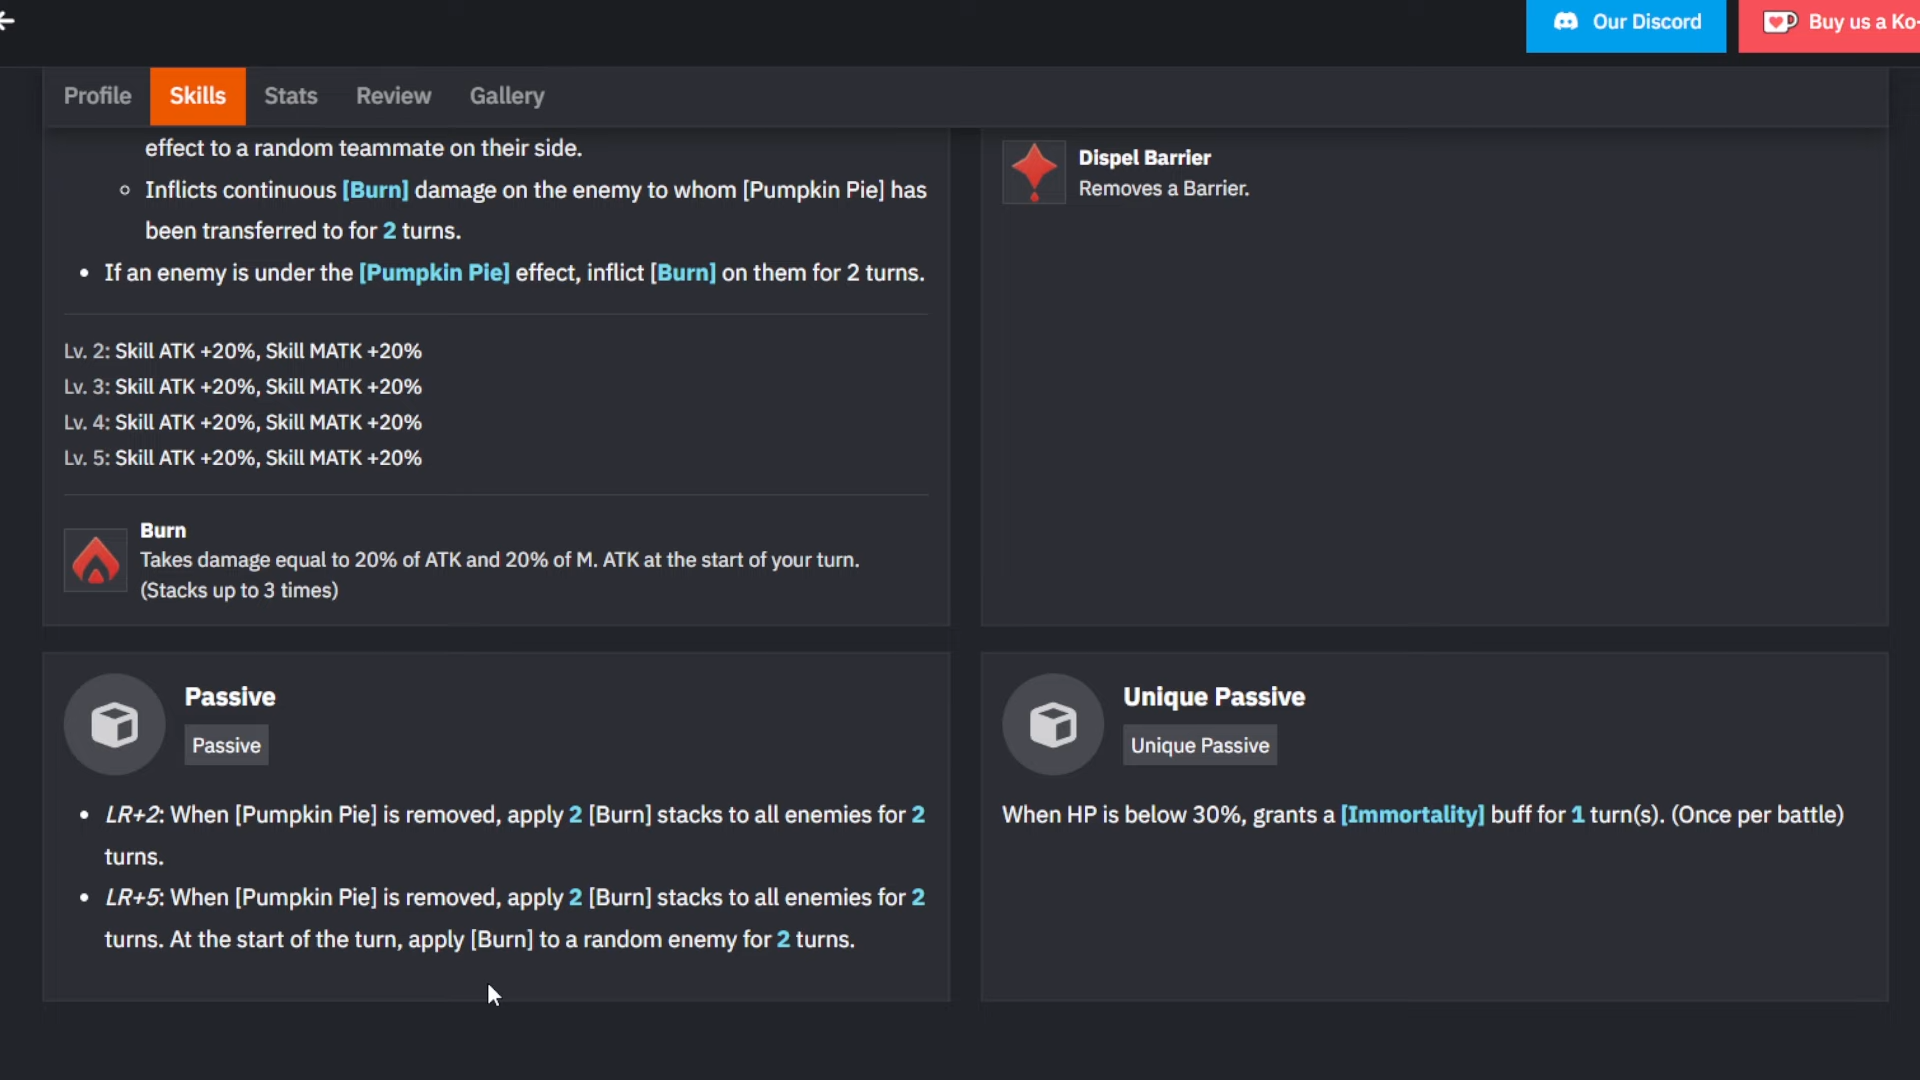 Our Discord
Buy us a Ko-
Profile
Skills
Stats
Review
Gallery
effect to a random teammate on their side.
Inflicts continuous [Burn] damage on the enemy to whom [Pumpkin Pie] has
been transferred to for 2 turns.
If an enemy is under the [Pumpkin Pie] effect, inflict [Burn] on them for 2 turns.
Lv. 2: Skill ATK +20%, Skill MATK +20%
Lv. 3: Skill ATK +20%, Skill MATK +20%
Lv. 4: Skill ATK +20%, Skill MATK +20%
Lv. 5: Skill ATK +20%, Skill MATK +20%
Burn
Takes damage equal to 20% of ATK and 20% of M. ATK at the start of your turn.
(Stacks up to 3 times)
Dispel Barrier
Removes a Barrier.
Passive
Passive
LR+2: When [Pumpkin Pie] is removed, apply 2 [Burn] stacks to all enemies for 2
turns.
LR+5: When [Pumpkin Pie] is removed, apply 2 [Burn] stacks to all enemies for 2
turns. At the start of the turn, apply [Burn] to a random enemy for 2 turns.
Unique Passive
Unique Passive
When HP is below 30%, grants a [Immortality] buff for 1 turn(s). (Once per battle)